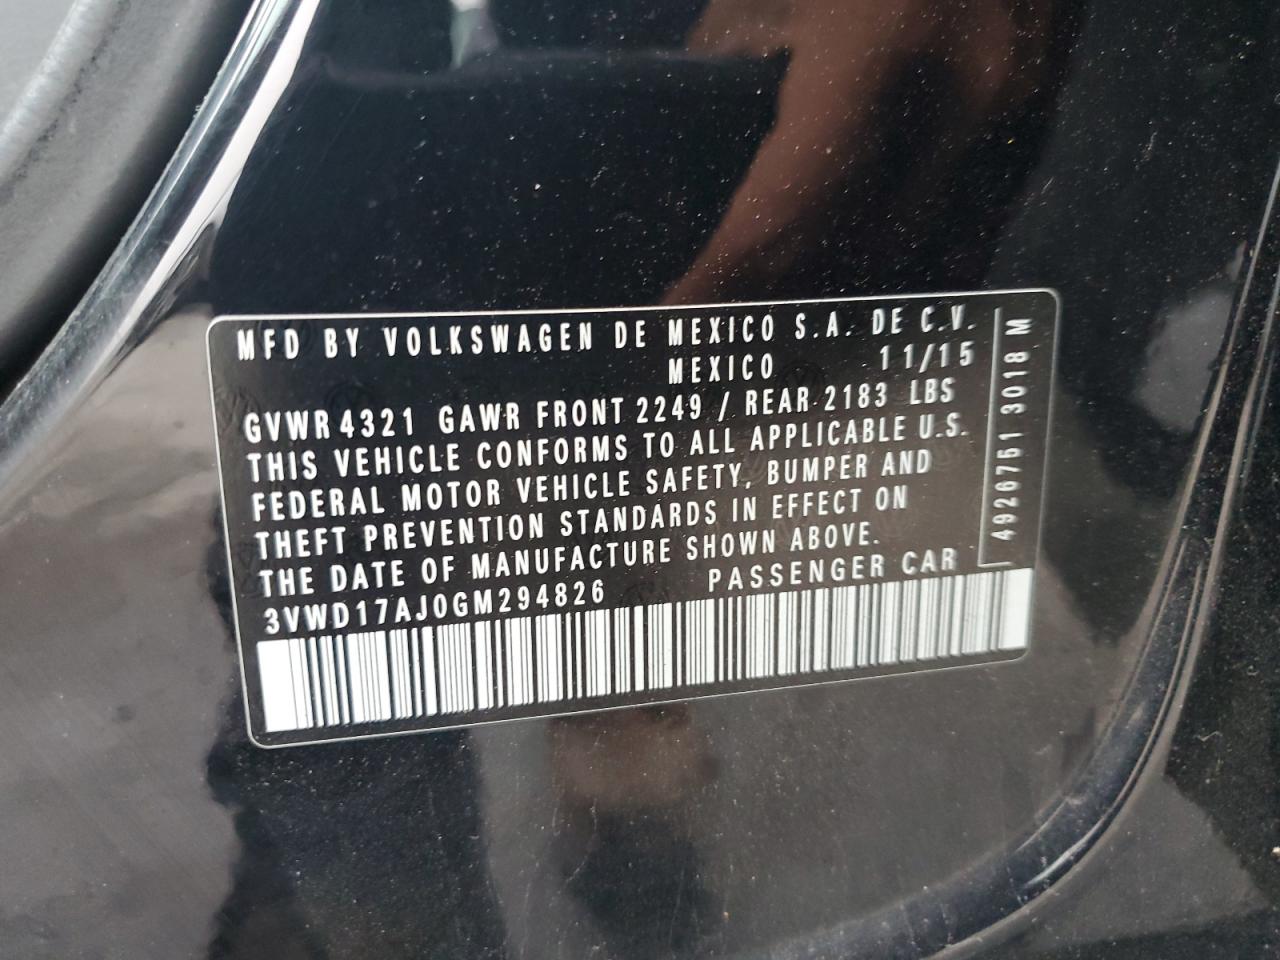 MFD BY VOLKSWAGEN DE MEXICO S.A. DE C.V.
MEXICO 11/15
GVWR 4321 GAWR FRONT 2249 / REAR 2183 LBS
THIS VEHICLE CONFORMS TO ALL APPLICABLE U.S.
FEDERAL MOTOR VEHICLE SAFETY, BUMPER AND
THEFT PREVENTION STANDARDS IN EFFECT ON
THE DATE OF MANUFACTURE SHOWN ABOVE.
3VWD17AJ0GM294826 PASSENGER CAR
4926751 3018 M